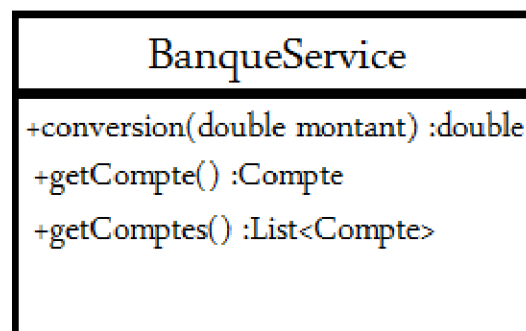 BanqueService
+conversion(double montant) :double
+getCompte() :Compte
+getComptes() :List<Compte>